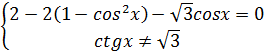 {2 − 2(1 − cos²x) − √3cosx = 0
ctgx ≠ √3